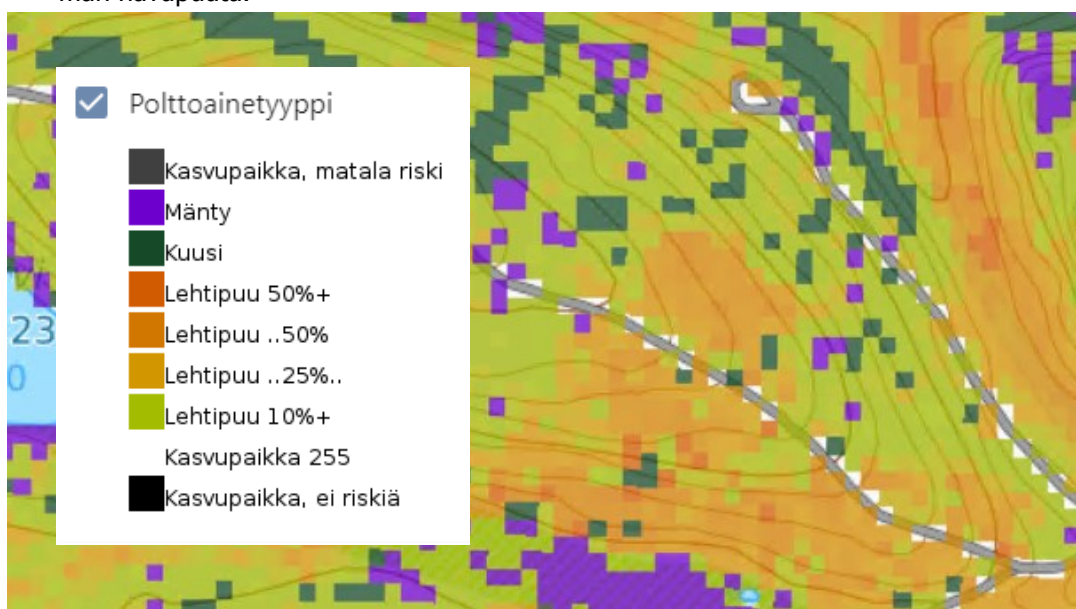 Polttoainetyyppi
Kasvupaikka, matala riski
Mänty
Kuusi
Lehtipuu 50%+
Lehtipuu ..50%
23
Lehtipuu ..25%..
0
Lehtipuu 10%+
Kasvupaikka 255
Kasvupaikka, ei riskiä